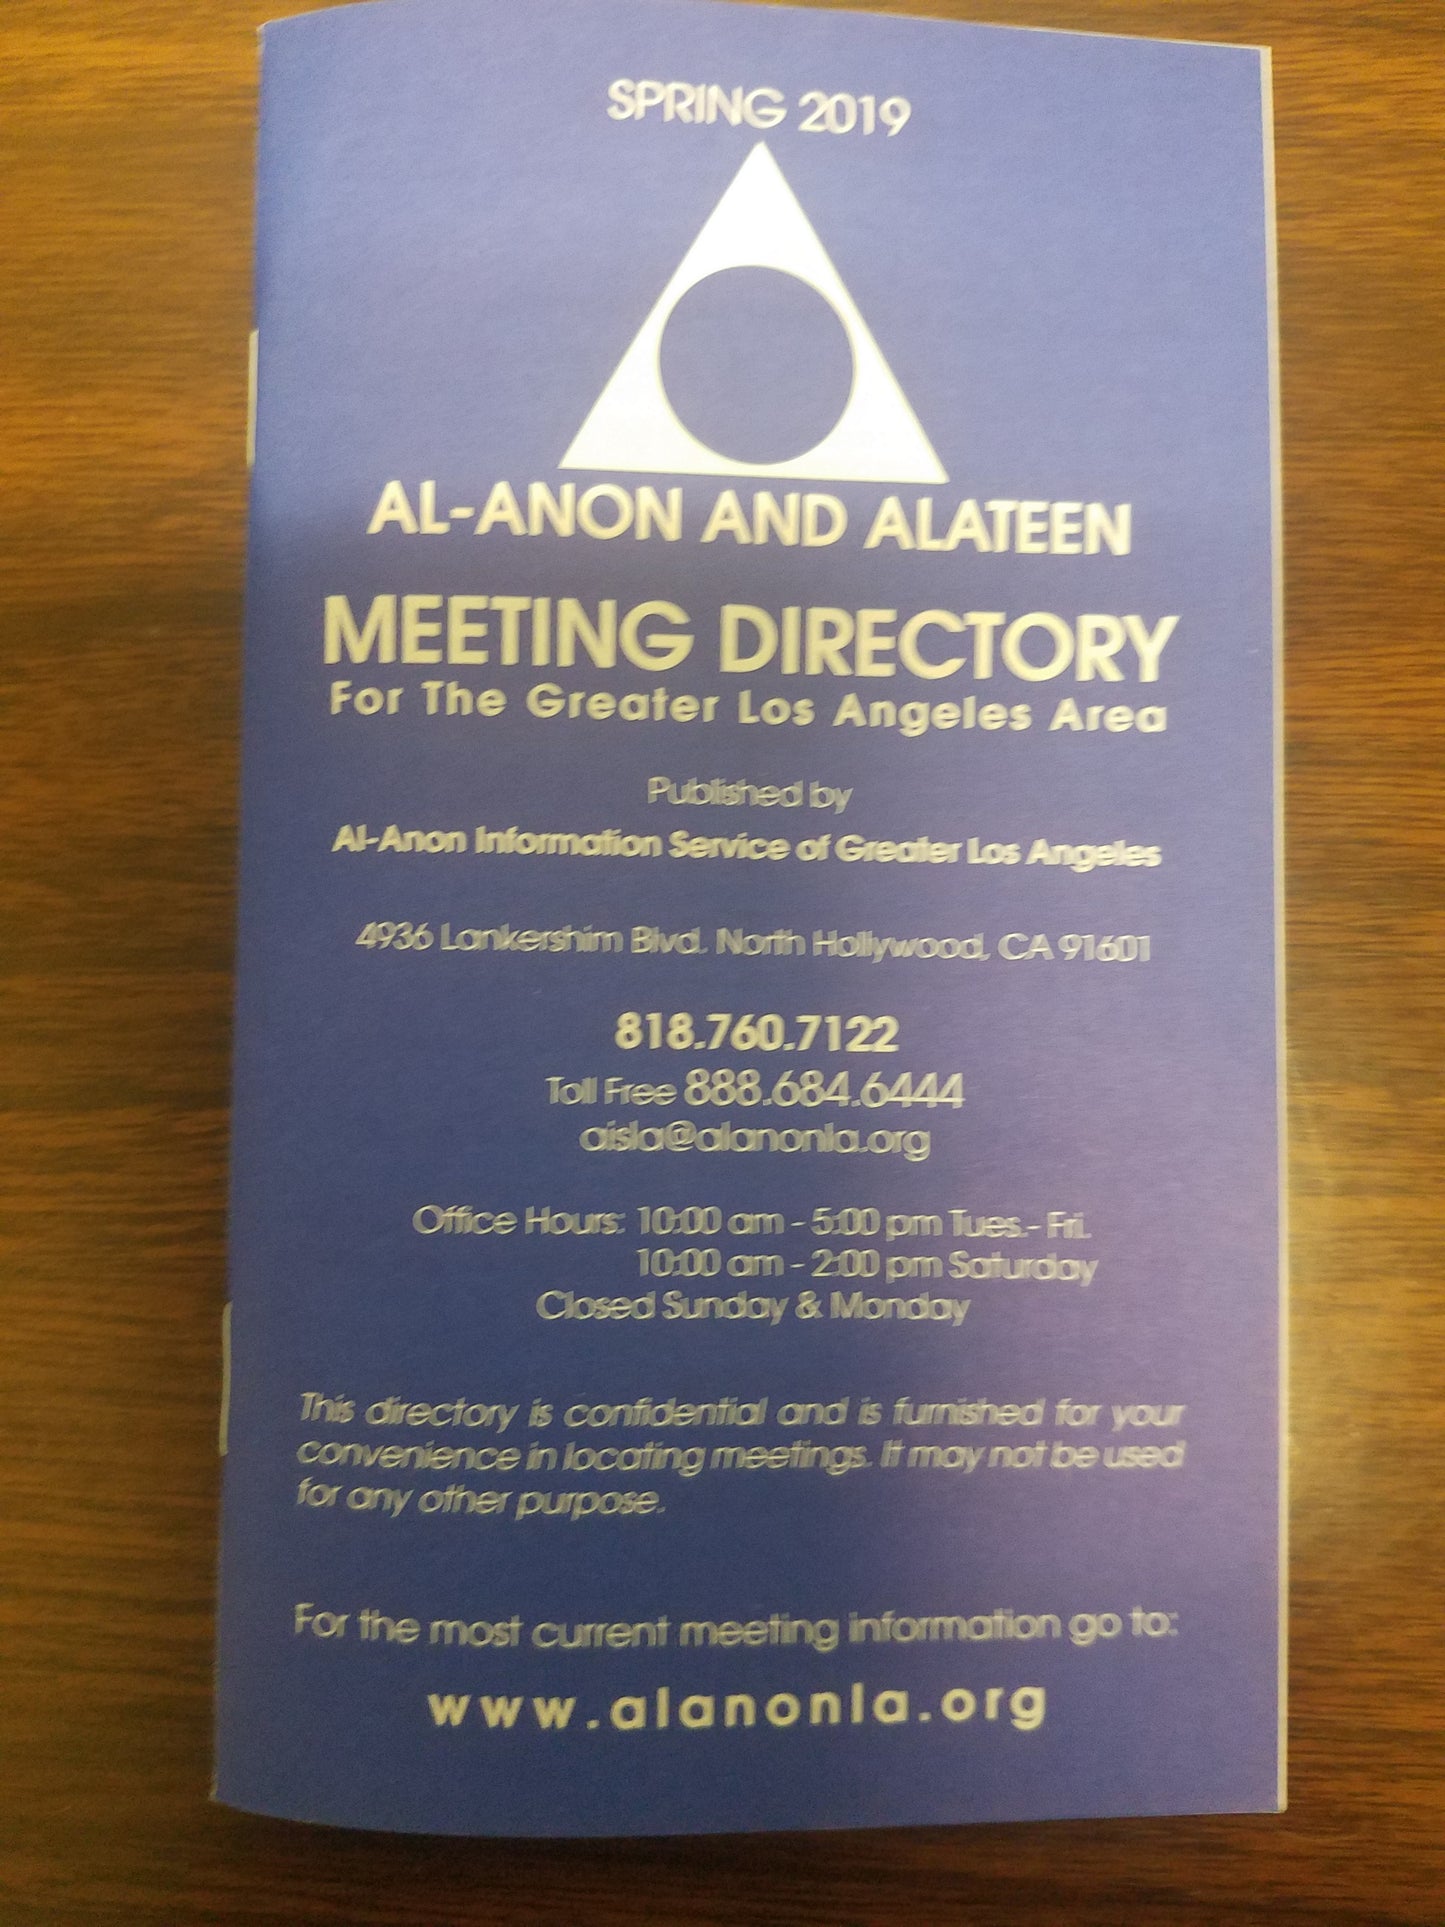 SPRING 2019
AL-ANON AND ALATEEN
MEETING DIRECTORY
For The Greater Los Angeles Area
Published by
Al-Anon Information Service of Greater Los Angeles
4936 Lankershim Blvd. North Hollywood, CA 91601
818.760.7122
Toll Free 888.684.6444
aisla@alanonla.org
Office Hours: 10:00 am - 5:00 pm Tues.- Fri.
10:00 am - 2:00 pm Saturday
Closed Sunday & Monday
This directory is confidential and is furnished for your
convenience in locating meetings. It may not be used
for any other purpose.
For the most current meeting information go to:
www.alanonla.org